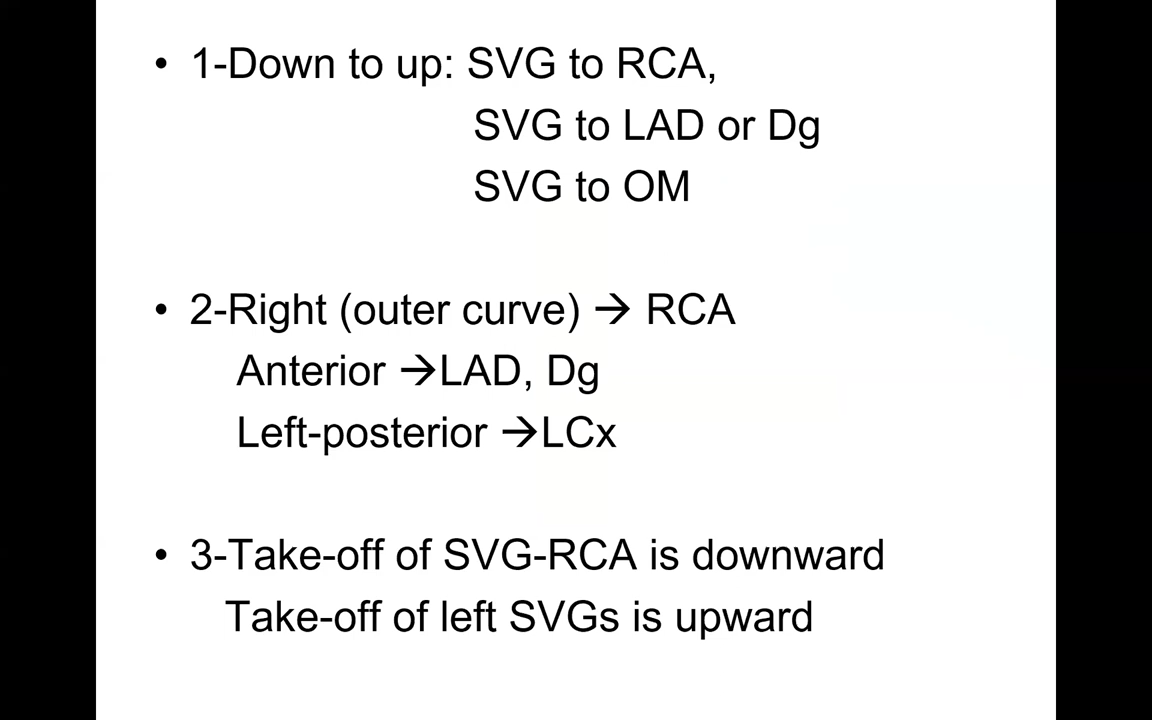 • 1-Down to up: SVG to RCA,
SVG to LAD or Dg
SVG to OM
• 2-Right (outer curve) → RCA
Anterior →LAD, Dg
Left-posterior →LCx
• 3-Take-off of SVG-RCA is downward
Take-off of left SVGs is upward